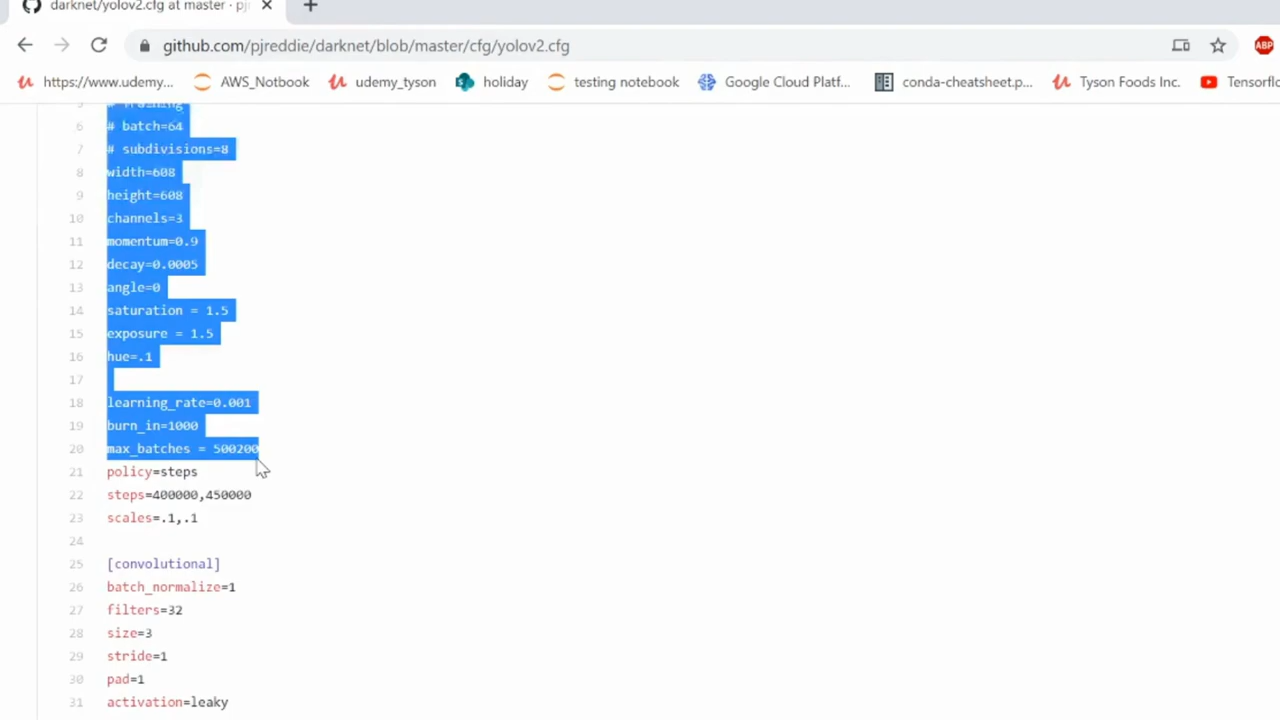 darknet/yolov2.cfg at master · pj
github.com/pjreddie/darknet/blob/master/cfg/yolov2.cfg
ABP
https://www.udemy... AWS_Notbook udemy_tyson holiday testing notebook Google Cloud Platf... conda-cheatsheet.p... Tyson Foods Inc. Tensorflo
5 # Training
6 # batch=64
7 # subdivisions=8
8 width=608
9 height=608
10 channels=3
11 momentum=0.9
12 decay=0.0005
13 angle=0
14 saturation = 1.5
15 exposure = 1.5
16 hue=.1
17
18 learning_rate=0.001
19 burn_in=1000
20 max_batches = 500200
21 policy=steps
22 steps=400000,450000
23 scales=.1,.1
24
25 [convolutional]
26 batch_normalize=1
27 filters=32
28 size=3
29 stride=1
30 pad=1
31 activation=leaky